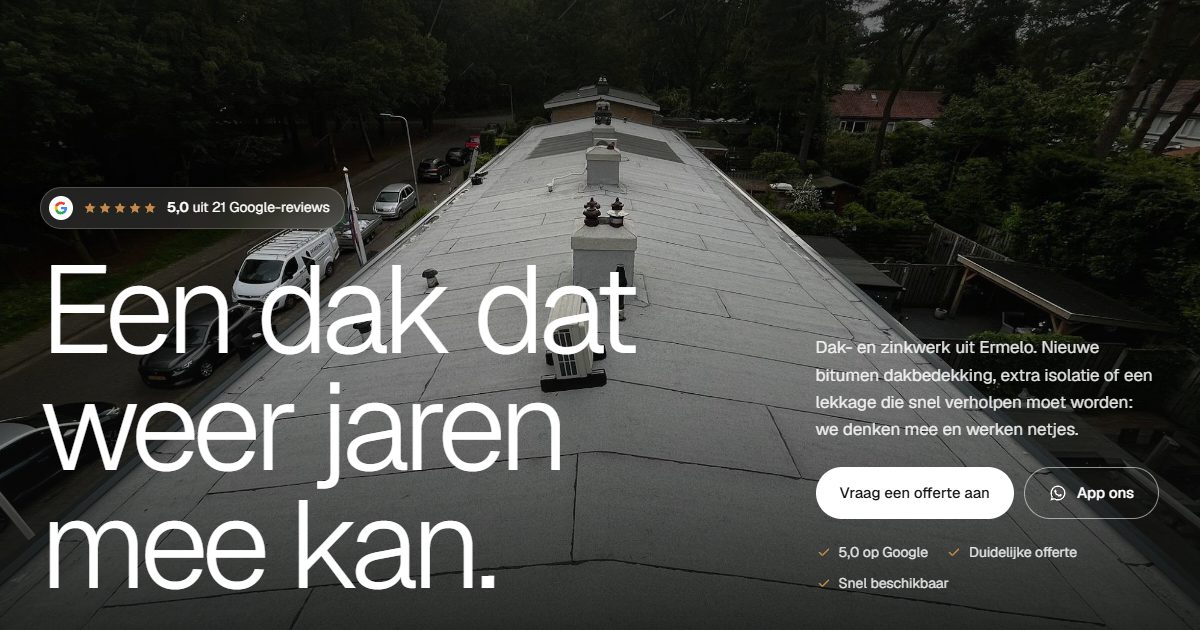 5,0 uit 21 Google-reviews
Een dak dat
weer jaren
mee kan.
Dak- en zinkwerk uit Ermelo. Nieuwe
bitumen dakbedekking, extra isolatie of een
lekkage die snel verholpen moet worden:
we denken mee en werken netjes.
Vraag een offerte aan
App ons
5,0 op Google
Duidelijke offerte
Snel beschikbaar